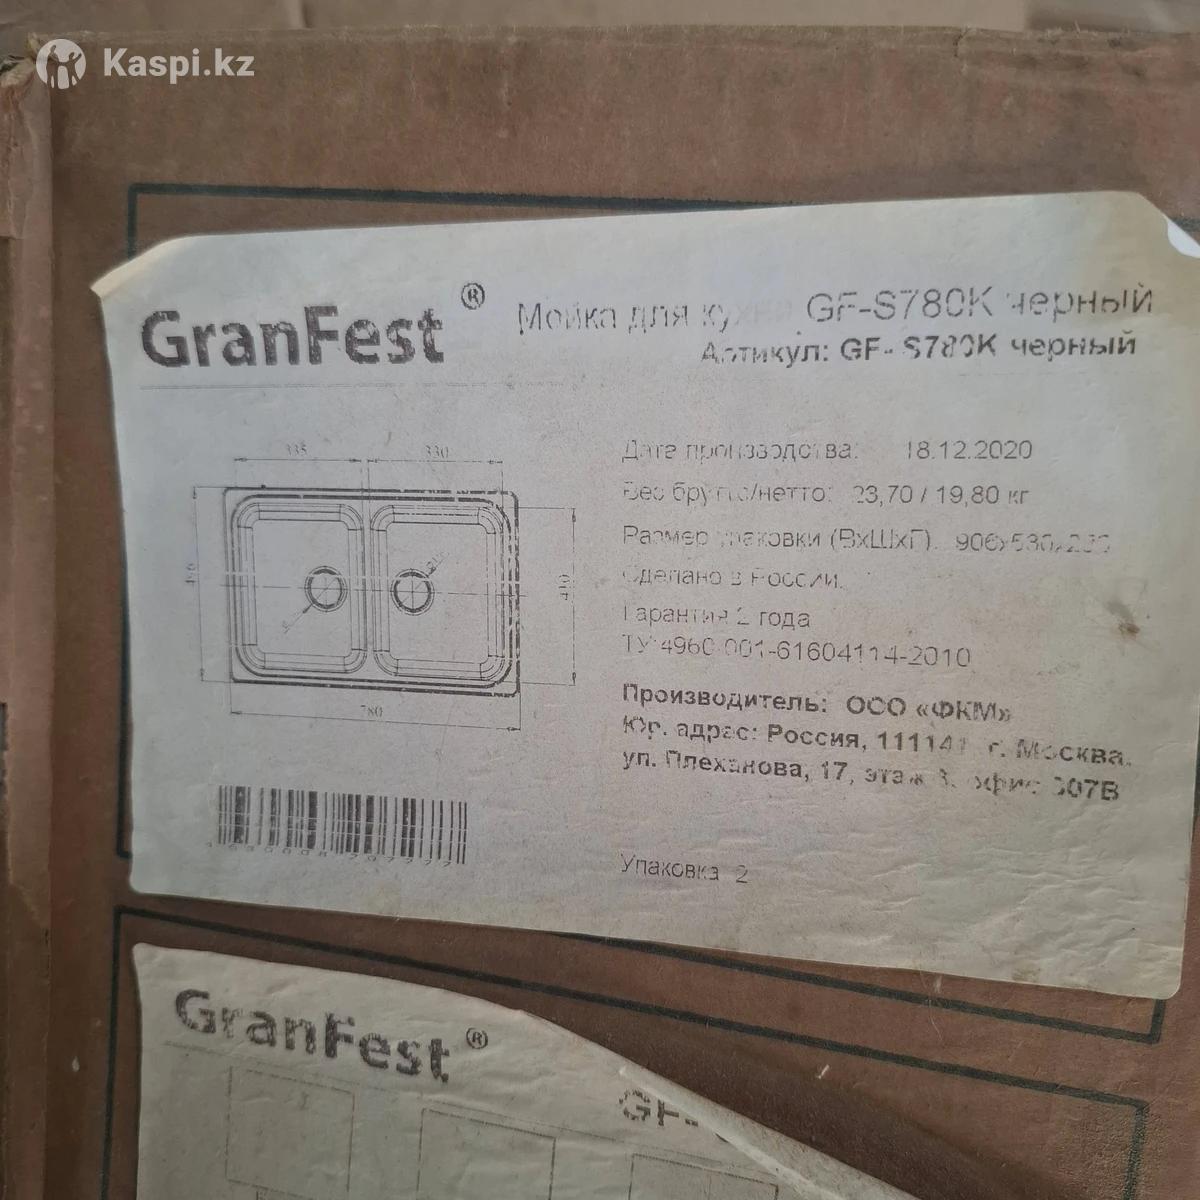 Kaspi.kz
GranFest ®
Мойка для кухни GF-S780K черный
Артикул: GF- S780K черный
335 330
Дата производства: 18.12.2020
Вес брутто/нетто: 23,70 / 19,80 кг
Размер упаковки (ВхШхГ).
Сделано в России.
Гарантия 2 года
ТУ 4960-001-61604114-2010
780
Производитель: ООО «ФКМ»
Юр. адрес: Россия, 111141 г. Москва,
ул. Плеханова, 17, этаж 3, офис
Упаковка 2
GranFest ®
GF-